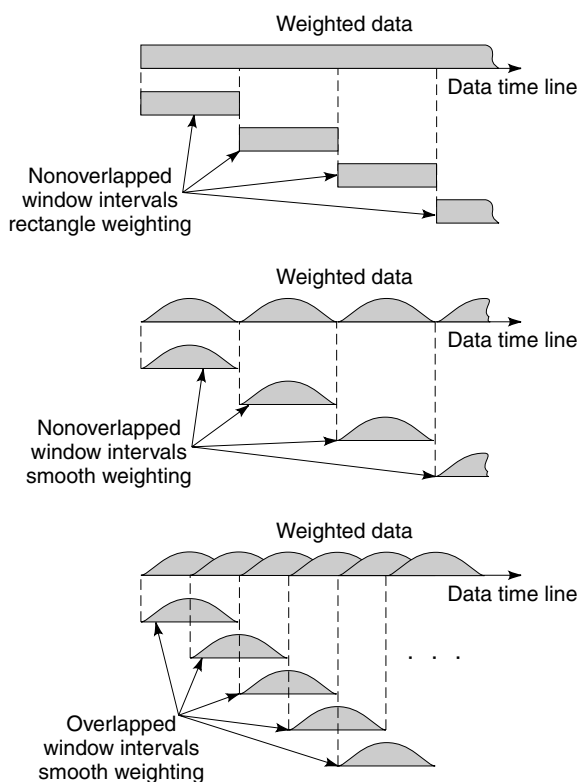 Weighted data
Data time line
Nonoverlapped
window intervals
rectangle weighting
Weighted data
Data time line
Nonoverlapped
window intervals
smooth weighting
Weighted data
Data time line
. . .
Overlapped
window intervals
smooth weighting